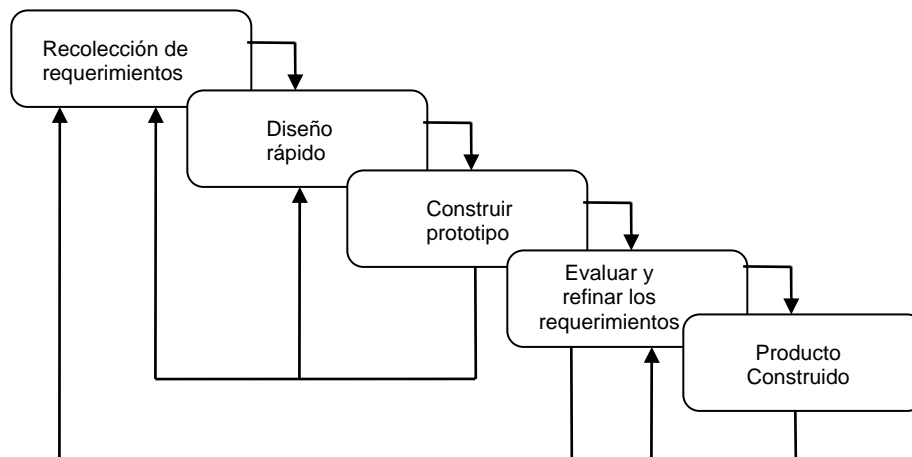 Recolección de
requerimientos
Diseño
rápido
Construir
prototipo
Evaluar y
refinar los
requerimientos
Producto
Construido